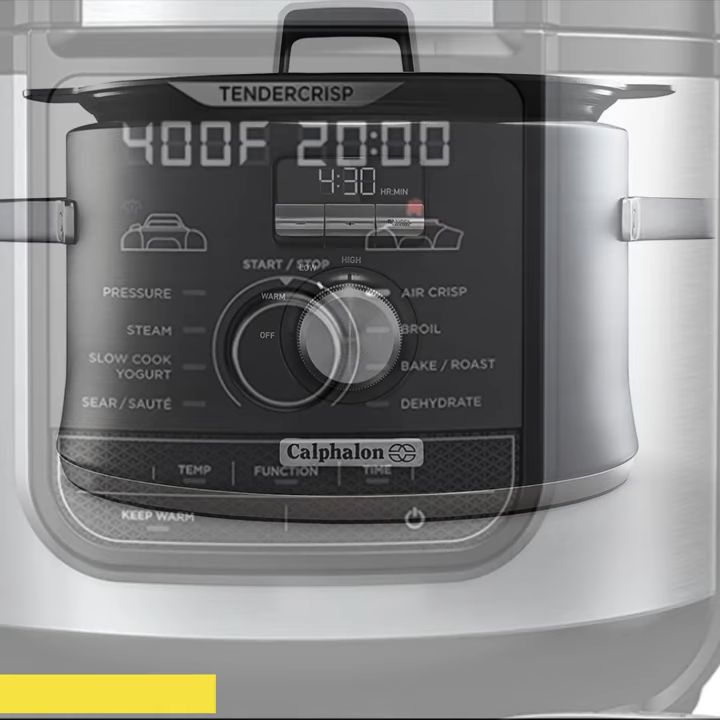 TENDERCRISP
400F 20:00
4:30 HR:MIN
START / STOP
LOW HIGH
WARM
OFF
PRESSURE
STEAM
SLOW COOK
YOGURT
SEAR/SAUTÉ
AIR CRISP
BROIL
BAKE / ROAST
DEHYDRATE
Calphalon
TEMP FUNCTION TIME
KEEP WARM